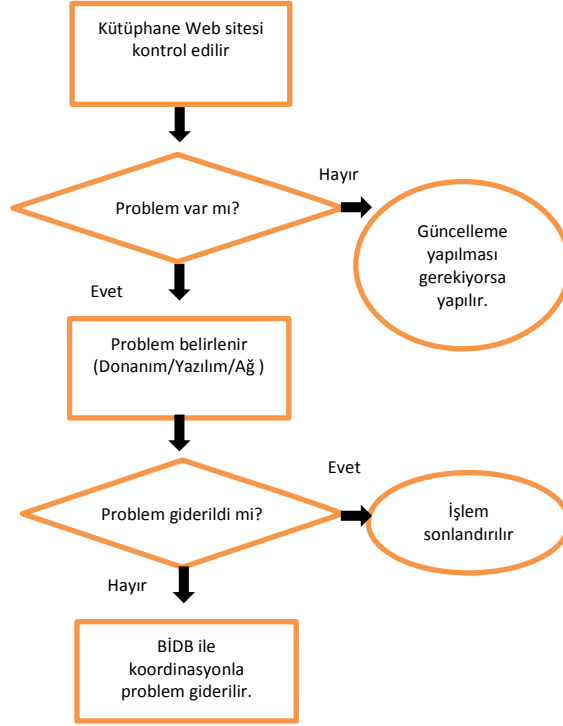 Kütüphane Web sitesi
kontrol edilir
Problem var mı?
Hayır
Güncelleme
yapılması
gerekiyorsa
yapılır.
Evet
Problem belirlenir
(Donanım/Yazılım/Ağ )
Problem giderildi mi?
Evet
İşlem
sonlandırılır
Hayır
BİDB ile
koordinasyonla
problem giderilir.